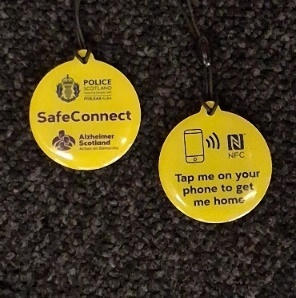 POLICE
SCOTLAND
SafeConnect
Alzheimer
Scotland
Action on Dementia
N
NFC
Tap me on your
phone to get
me home